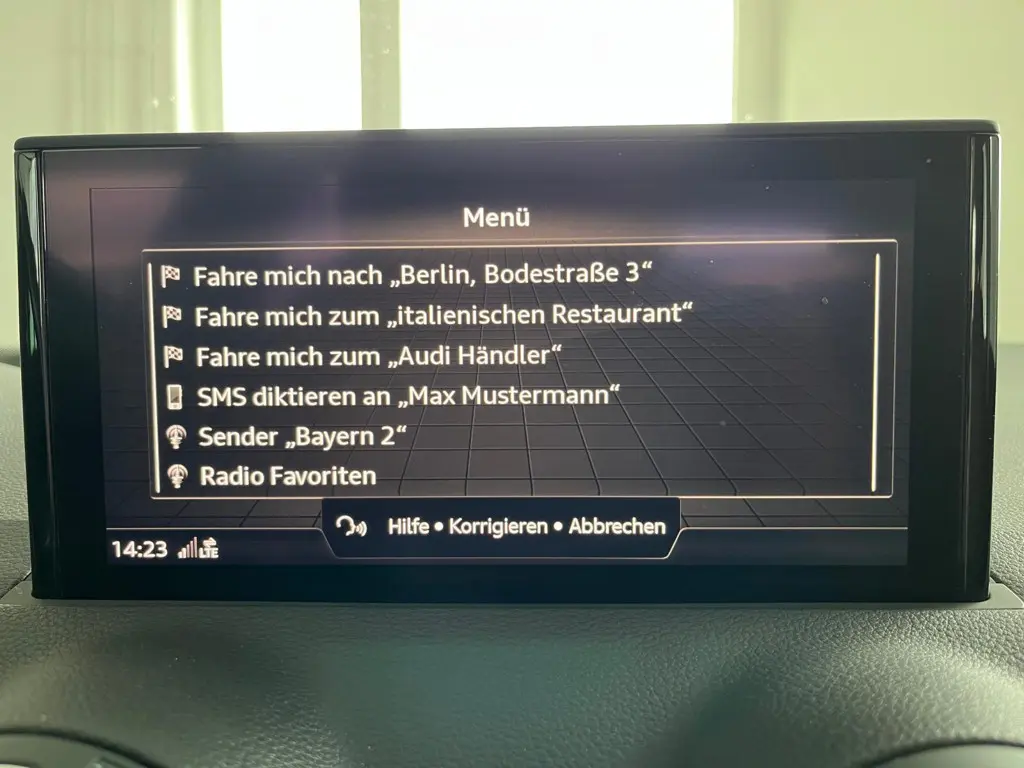 Menü
Fahre mich nach „Berlin, Bodestraße 3“
Fahre mich zum „italienischen Restaurant“
Fahre mich zum „Audi Händler“
SMS diktieren an „Max Mustermann“
Sender „Bayern 2“
Radio Favoriten
Hilfe • Korrigieren • Abbrechen
14:23 LTE